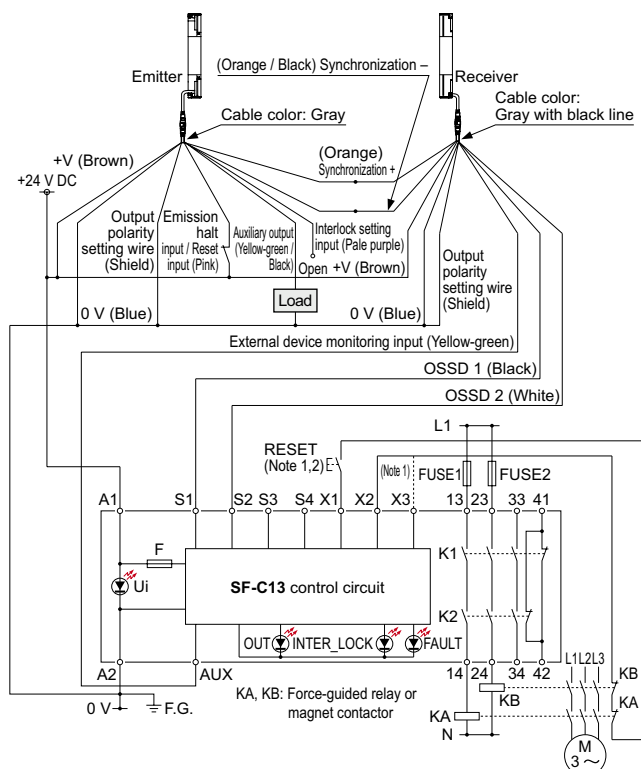 (Orange / Black) Synchronization –
Emitter
Receiver
Cable color: Gray
Cable color:
Gray with black line
+V (Brown)
(Orange)
Synchronization +
+24 V DC
Output
polarity
setting wire
(Shield)
Emission
halt
input / Reset
input (Pink)
Auxiliary output
(Yellow-green /
Black)
Interlock setting
input (Pale purple)
Open
+V (Brown)
Output
polarity
setting wire
(Shield)
Load
0 V (Blue)
0 V (Blue)
External device monitoring input (Yellow-green)
OSSD 1 (Black)
OSSD 2 (White)
L1
RESET
(Note 1,2)
(Note 1)
FUSE1
FUSE2
A1 S1 S2 S3 S4 X1 X2 X3 13 23 33 41
F
K1
Ui
SF-C13 control circuit
K2
OUT
INTER_LOCK
FAULT
L1L2L3
A2 AUX 14 24 34 42
KB
KB
KA, KB: Force-guided relay or
magnet contactor
KA
KA
0 V
F.G.
N
M
3 ~